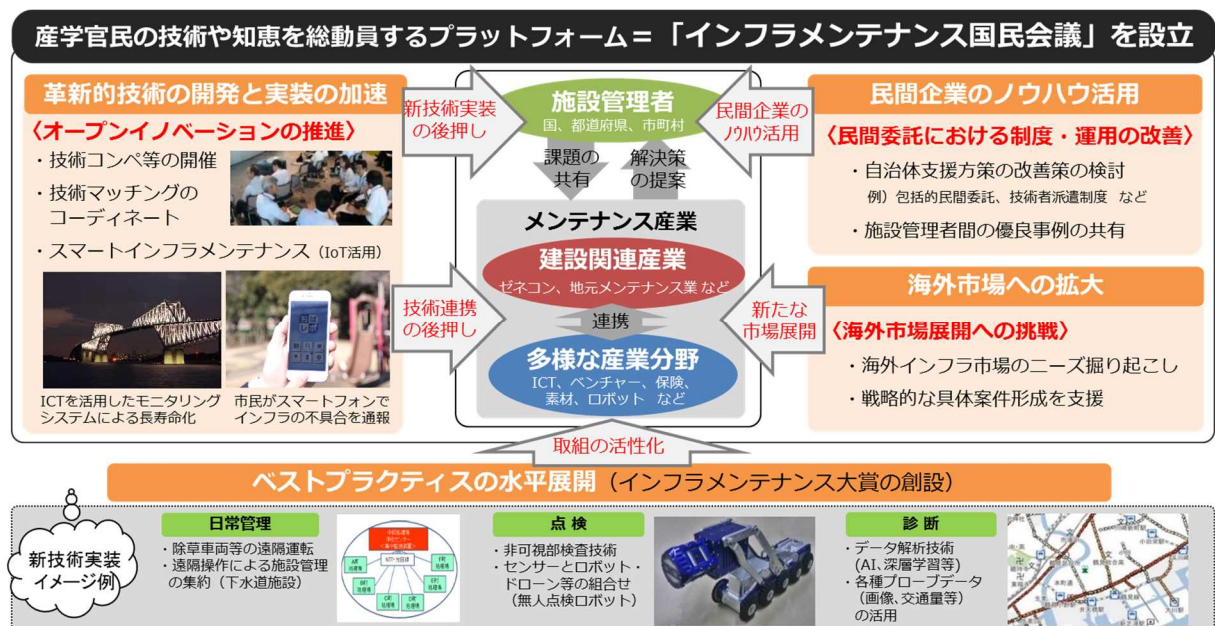 産学官民の技術や知恵を総動員するプラットフォーム＝「インフラメンテナンス国民会議」を設立
革新的技術の開発と実装の加速
〈オープンイノベーションの推進〉
・技術コンペ等の開催
・技術マッチングの
コーディネート
・スマートインフラメンテナンス（IoT活用）
ICTを活用したモニタリング
システムによる長寿命化
市民がスマートフォンで
インフラの不具合を通報
新技術実装
の後押し
技術連携
の後押し
施設管理者
国、都道府県、市町村
課題の
共有
解決策
の提案
メンテナンス産業
建設関連産業
ゼネコン、地元メンテナンス業 など
連携
多様な産業分野
ICT、ベンチャー、保険、
素材、ロボット など
民間企業の
ノウハウ活用
新たな
市場展開
民間企業のノウハウ活用
〈民間委託における制度・運用の改善〉
・自治体支援方策の改善策の検討
例）包括的民間委託、技術者派遣制度 など
・施設管理者間の優良事例の共有
海外市場への拡大
〈海外市場展開への挑戦〉
・海外インフラ市場のニーズ掘り起こし
・戦略的な具体案件形成を支援
取組の活性化
ベストプラクティスの水平展開（インフラメンテナンス大賞の創設）
新技術実装
イメージ例
日常管理
・除草車両等の遠隔運転
・遠隔操作による施設管理
の集約（下水道施設）
点 検
・非可視部検査技術
・センサーとロボット・
ドローン等の組合せ
（無人点検ロボット）
診 断
・データ解析技術
（AI、深層学習等）
・各種プローブデータ
（画像、交通量等）
の活用